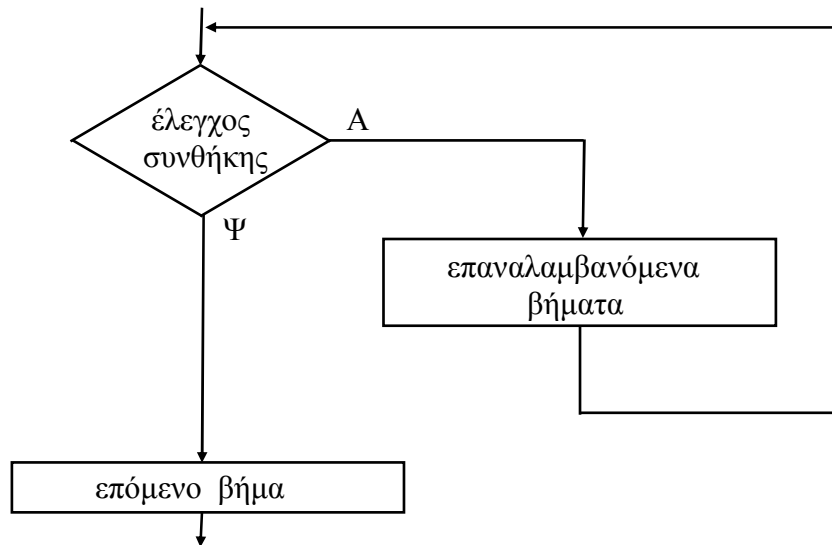 έλεγχος
συνθήκης
Α
Ψ
επαναλαμβανόμενα
βήματα
επόμενο βήμα